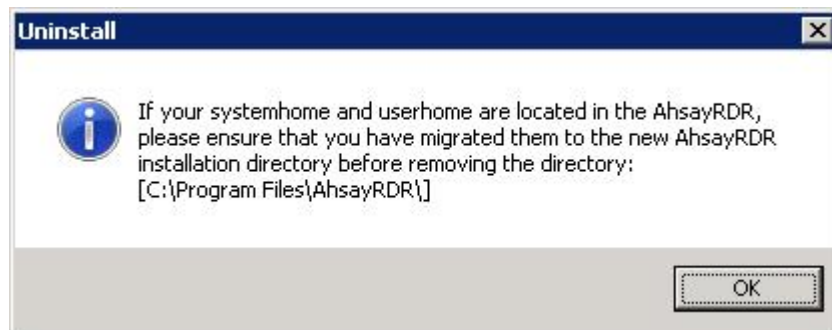 Uninstall
If your systemhome and userhome are located in the AhsayRDR,
please ensure that you have migrated them to the new AhsayRDR
installation directory before removing the directory:
[C:\Program Files\AhsayRDR\]
OK